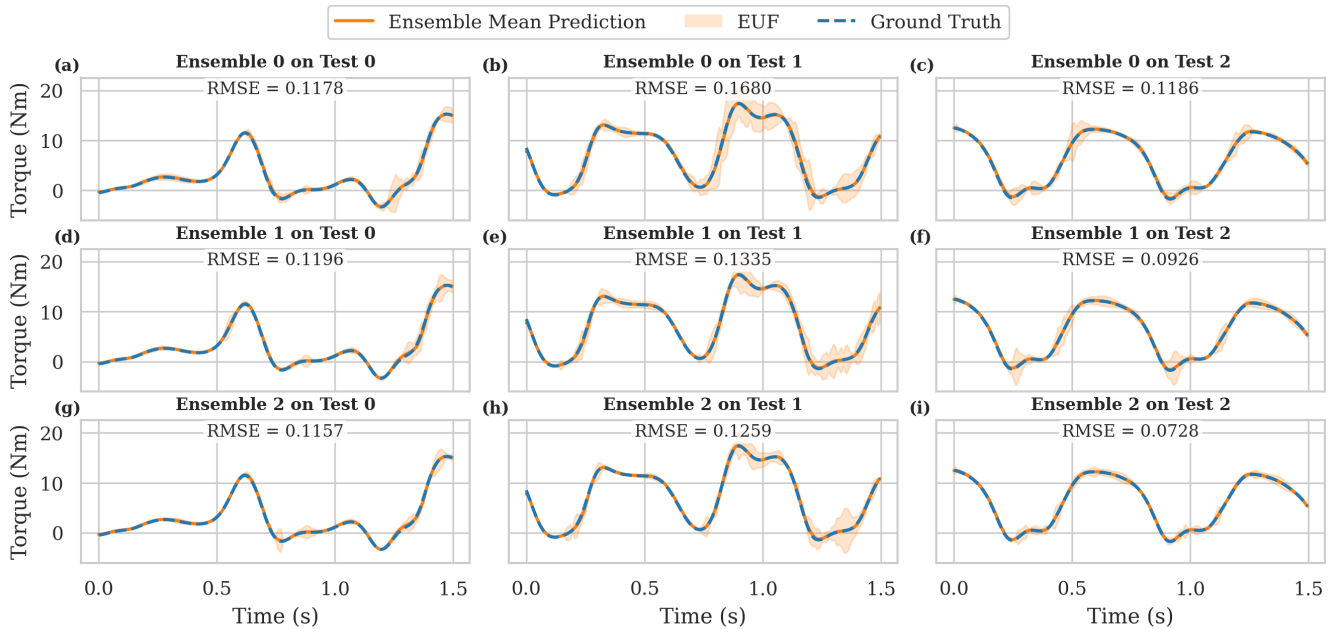 Ensemble Mean Prediction EUF Ground Truth
(a) Ensemble 0 on Test 0
RMSE = 0.1178
(b) Ensemble 0 on Test 1
RMSE = 0.1680
(c) Ensemble 0 on Test 2
RMSE = 0.1186
Torque (Nm)
20
10
0
(d) Ensemble 1 on Test 0
RMSE = 0.1196
(e) Ensemble 1 on Test 1
RMSE = 0.1335
(f) Ensemble 1 on Test 2
RMSE = 0.0926
Torque (Nm)
20
10
0
(g) Ensemble 2 on Test 0
RMSE = 0.1157
(h) Ensemble 2 on Test 1
RMSE = 0.1259
(i) Ensemble 2 on Test 2
RMSE = 0.0728
Torque (Nm)
20
10
0
0.0 0.5 1.0 1.5
Time (s)
0.0 0.5 1.0 1.5
Time (s)
0.0 0.5 1.0 1.5
Time (s)